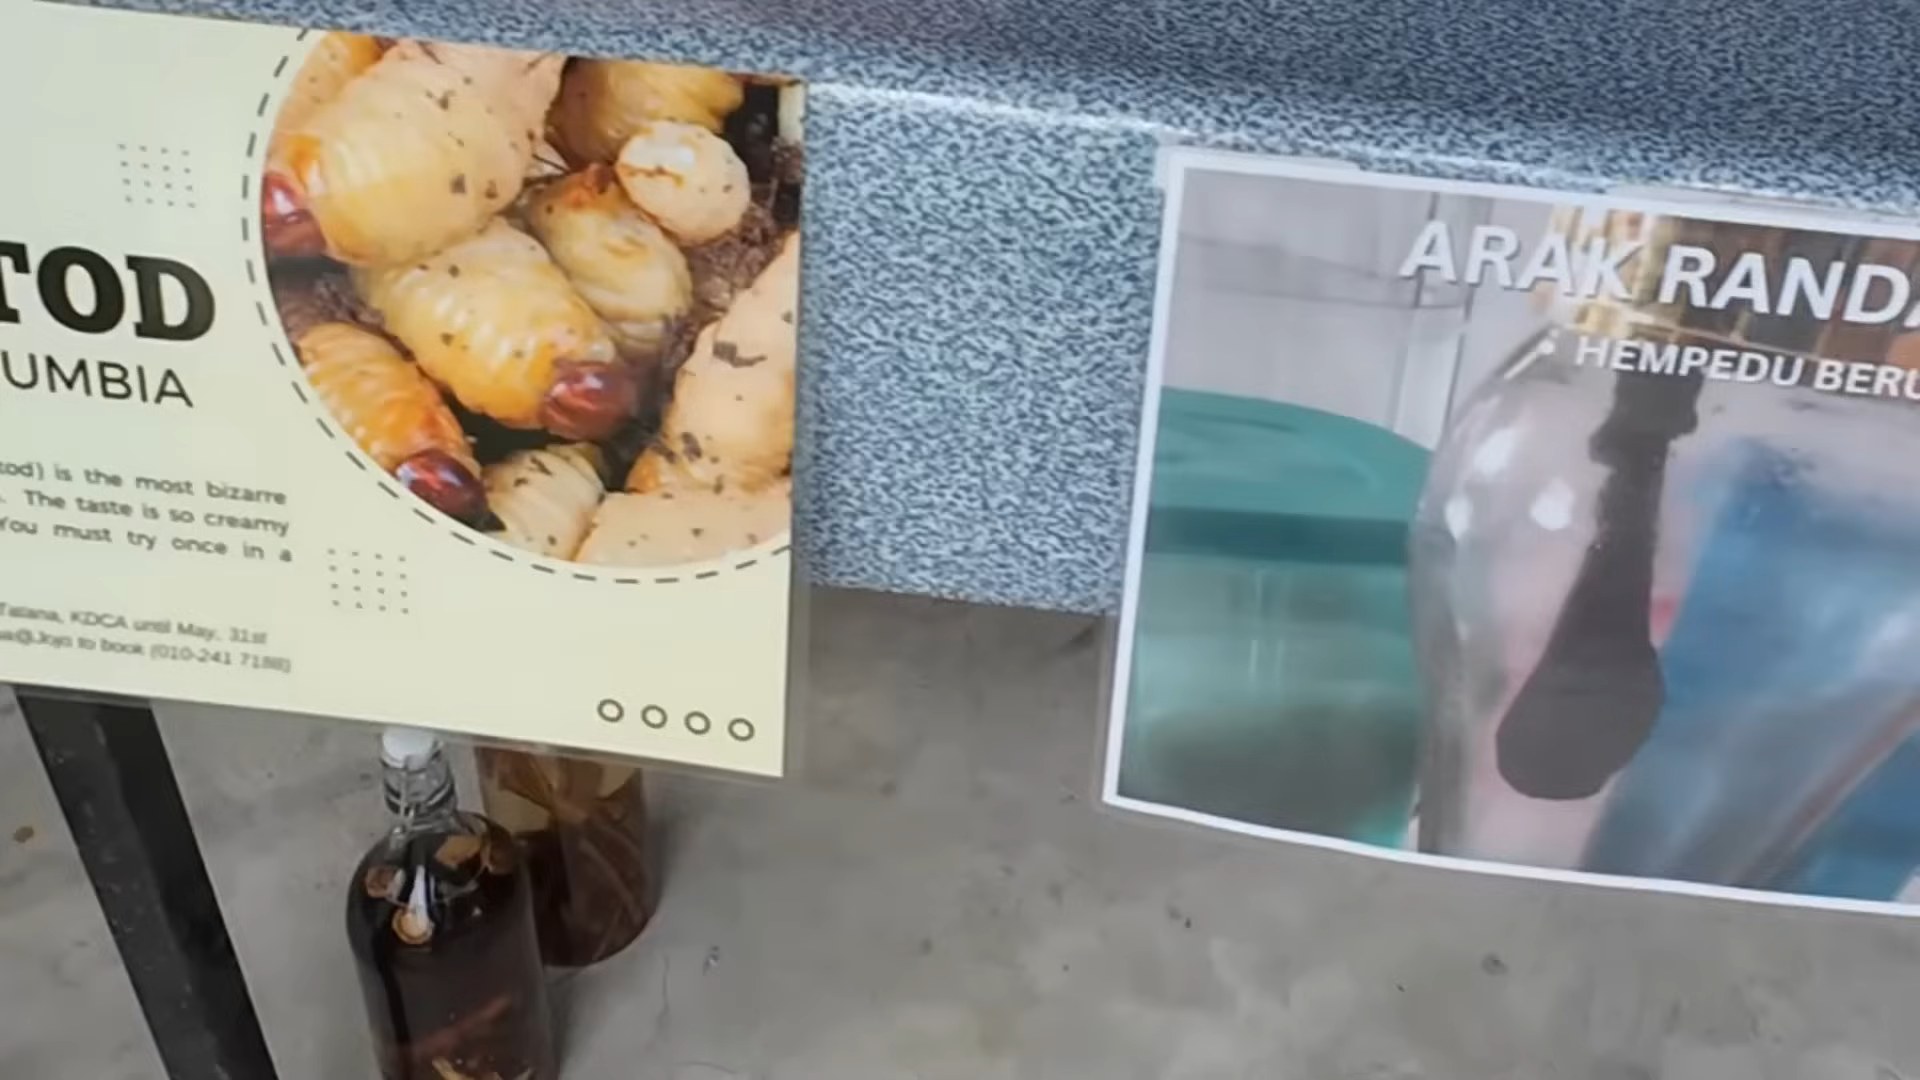 TOD
UMBIA
tod) is the most bizarre
. The taste is so creamy
You must try once in a
Tatana, KDCA until May, 31st
@Jojo to book (010-241 7188)
ARAK RANDA
HEMPEDU BERU